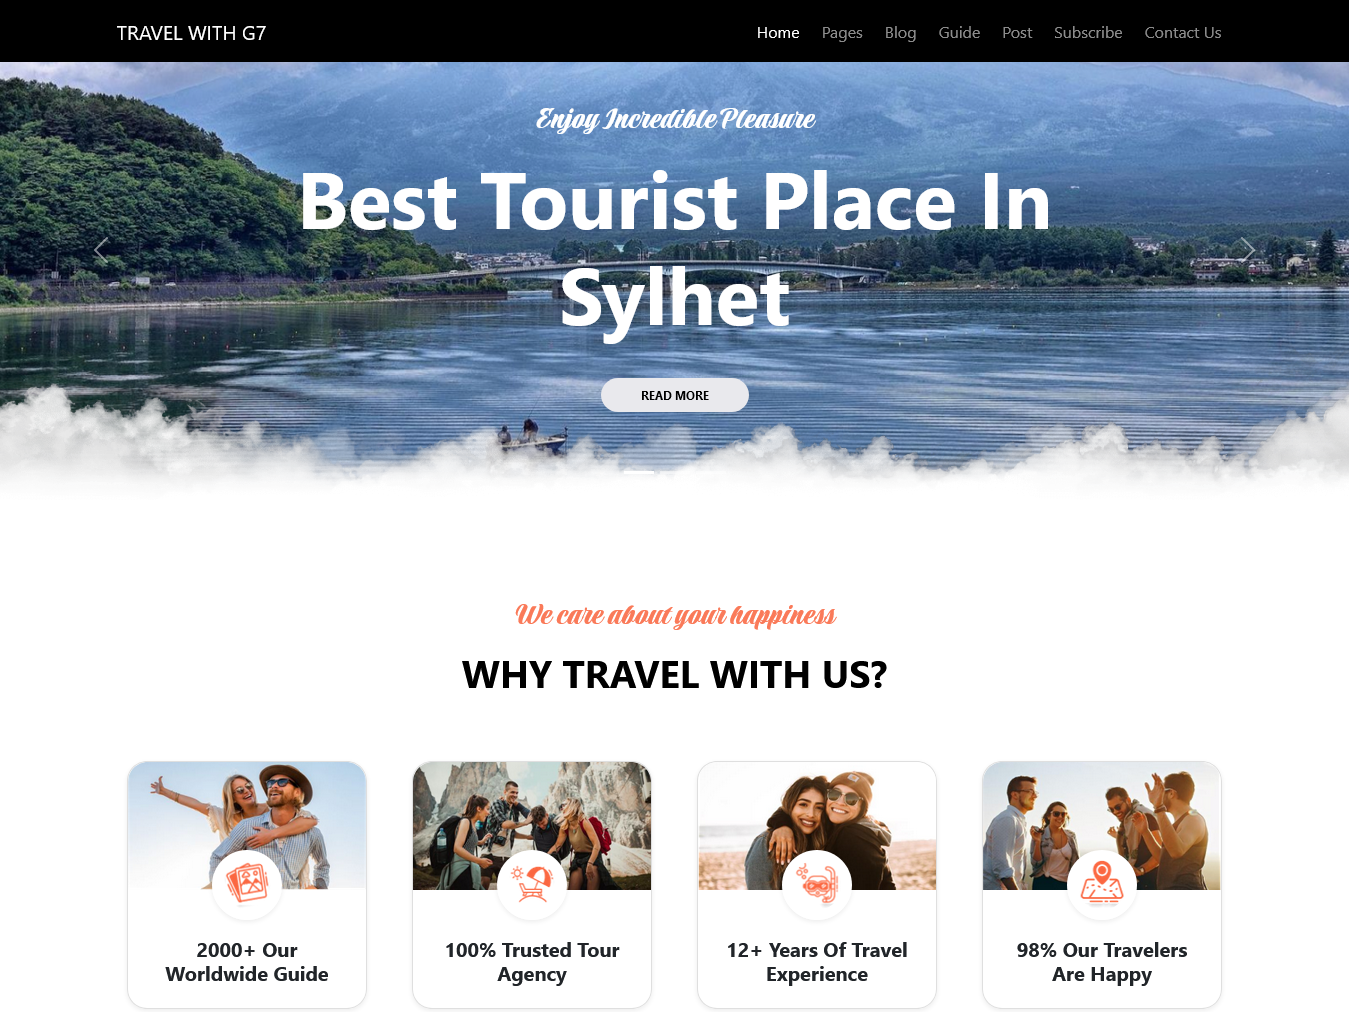 TRAVEL WITH G7
Home Pages Blog Guide Post Subscribe Contact Us
Enjoy Incredible Pleasure
Best Tourist Place In
Sylhet
READ MORE
We care about your happiness
WHY TRAVEL WITH US?
2000+ Our
Worldwide Guide
100% Trusted Tour
Agency
12+ Years Of Travel
Experience
98% Our Travelers
Are Happy